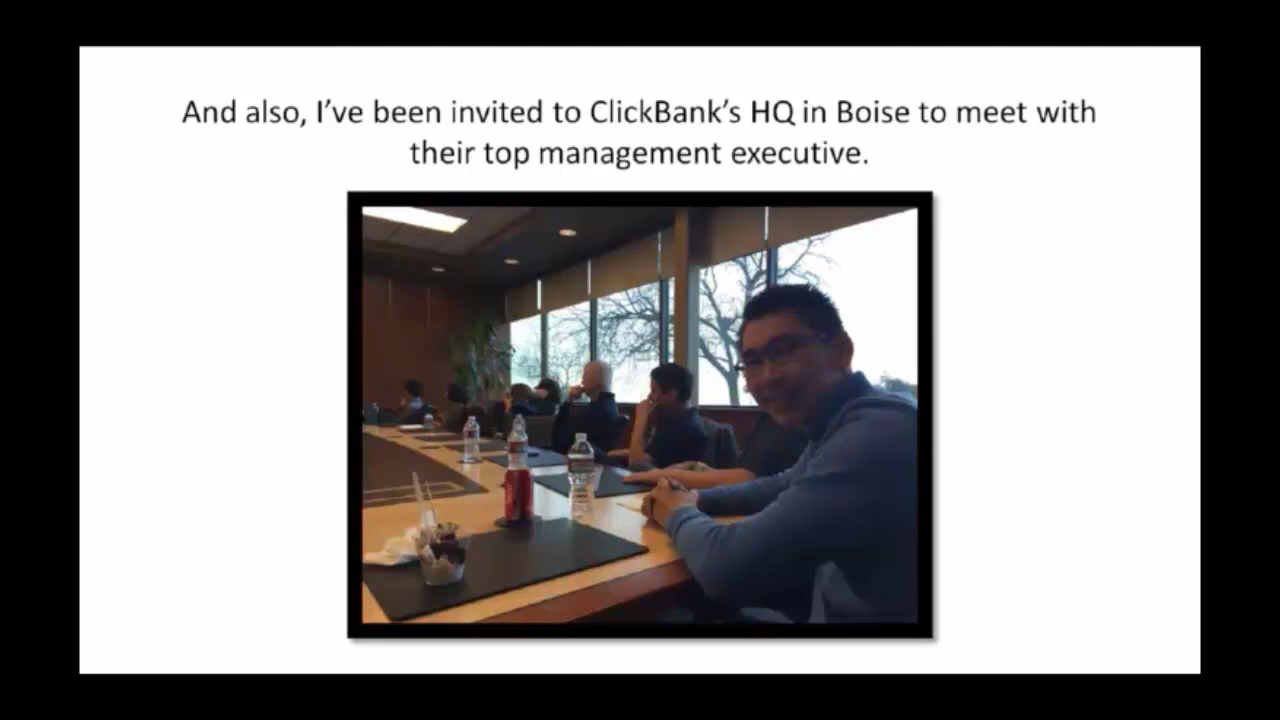 And also, I’ve been invited to ClickBank’s HQ in Boise to meet with
their top management executive.